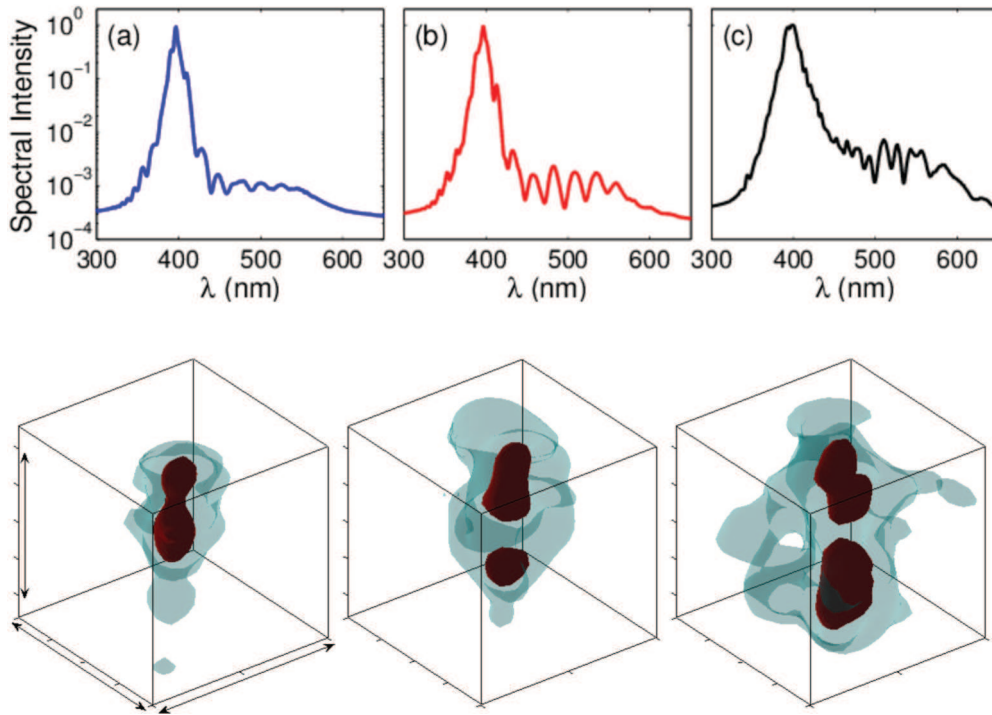 Spectral Intensity
10^0
10^-1
10^-2
10^-3
10^-4
(a)
(b)
(c)
300 400 500 600
300 400 500 600
300 400 500 600
λ (nm)
λ (nm)
λ (nm)